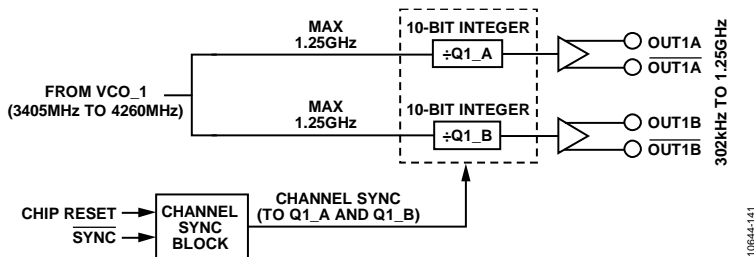 MAX
1.25GHz
10-BIT INTEGER
÷Q1_A
OUT1A
OUT1A
FROM VCO_1
(3405MHz TO 4260MHz)
MAX
1.25GHz
10-BIT INTEGER
÷Q1_B
OUT1B
OUT1B
302kHz TO 1.25GHz
CHIP RESET
SYNC
CHANNEL
SYNC
BLOCK
CHANNEL SYNC
(TO Q1_A AND Q1_B)
10644-141